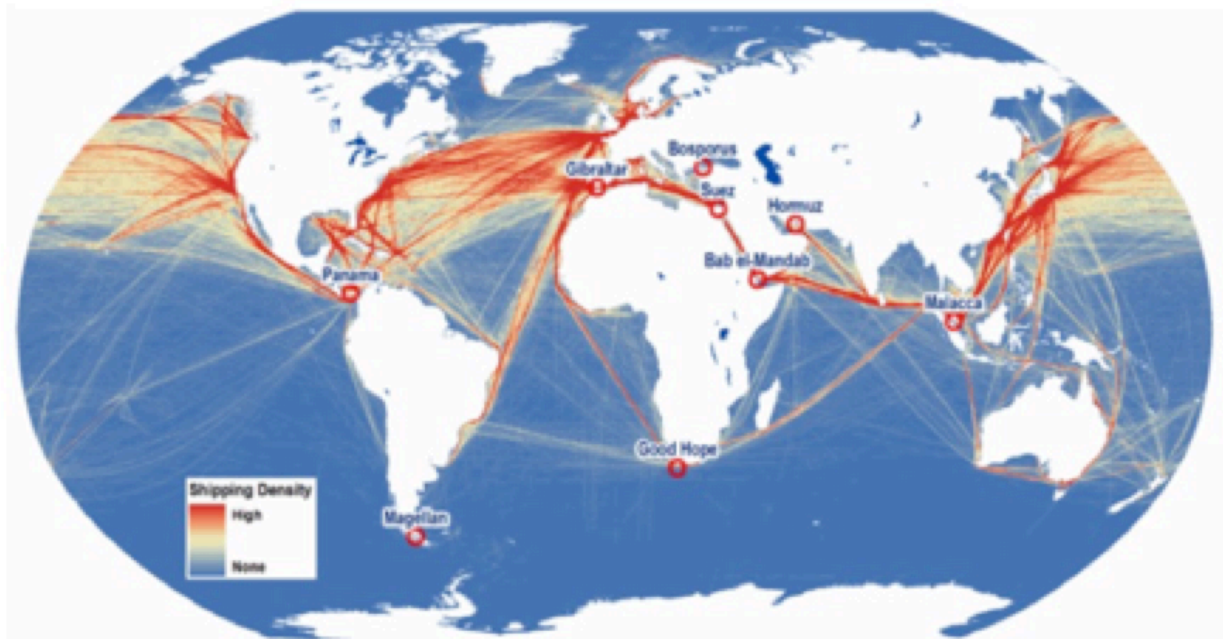 Bosporus
Gibraltar
Suez
Hormuz
Bab el-Mandab
Panama
Malacca
Good Hope
Magellan
Shipping Density
High
None